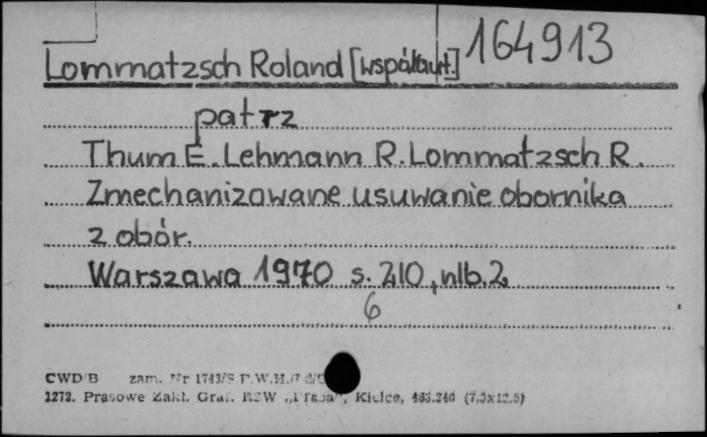 164913
Lommatzsch Roland [współaut.]
patrz
Thum E. Lehmann R. Lommatzsch R.
Zmechanizowane usuwanie obornika
z obór.
Warszawa 1970 s. 210, nlb. 2
6
CWD/B zam. Nr 1743/S P.W.H.
1272. Prasowe Zakł. Graf. RSW „Prasa", Kielce,